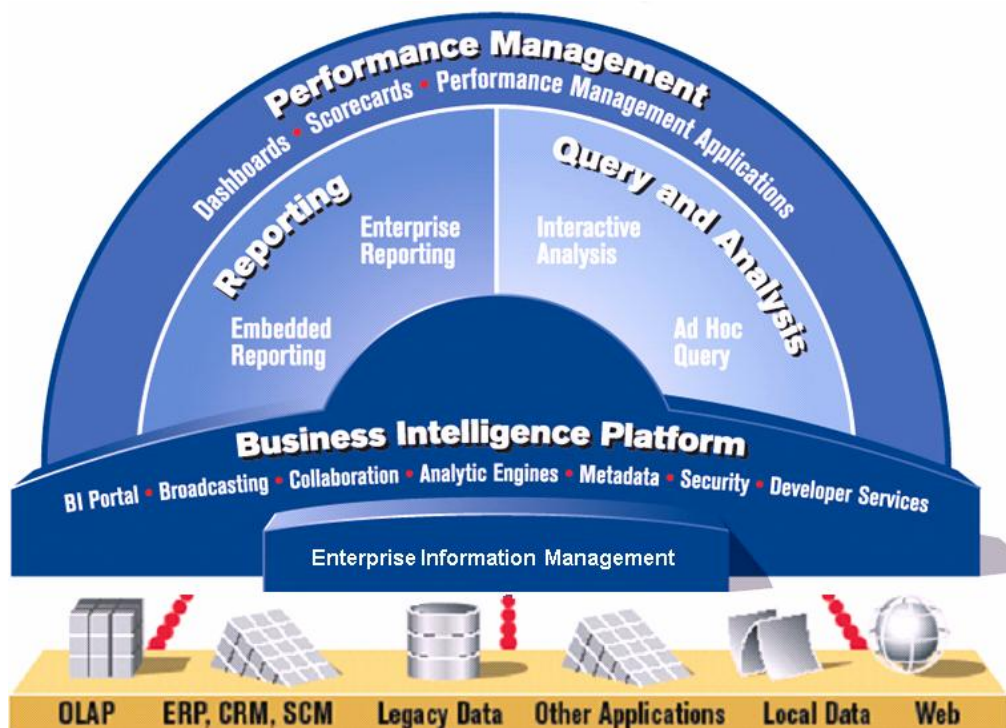 Performance Management
Dashboards • Scorecards • Performance Management Applications
Reporting
Enterprise
Reporting
Embedded
Reporting
Query and Analysis
Interactive
Analysis
Ad Hoc
Query
Business Intelligence Platform
BI Portal • Broadcasting • Collaboration • Analytic Engines • Metadata • Security • Developer Services
Enterprise Information Management
OLAP
ERP, CRM, SCM
Legacy Data
Other Applications
Local Data
Web